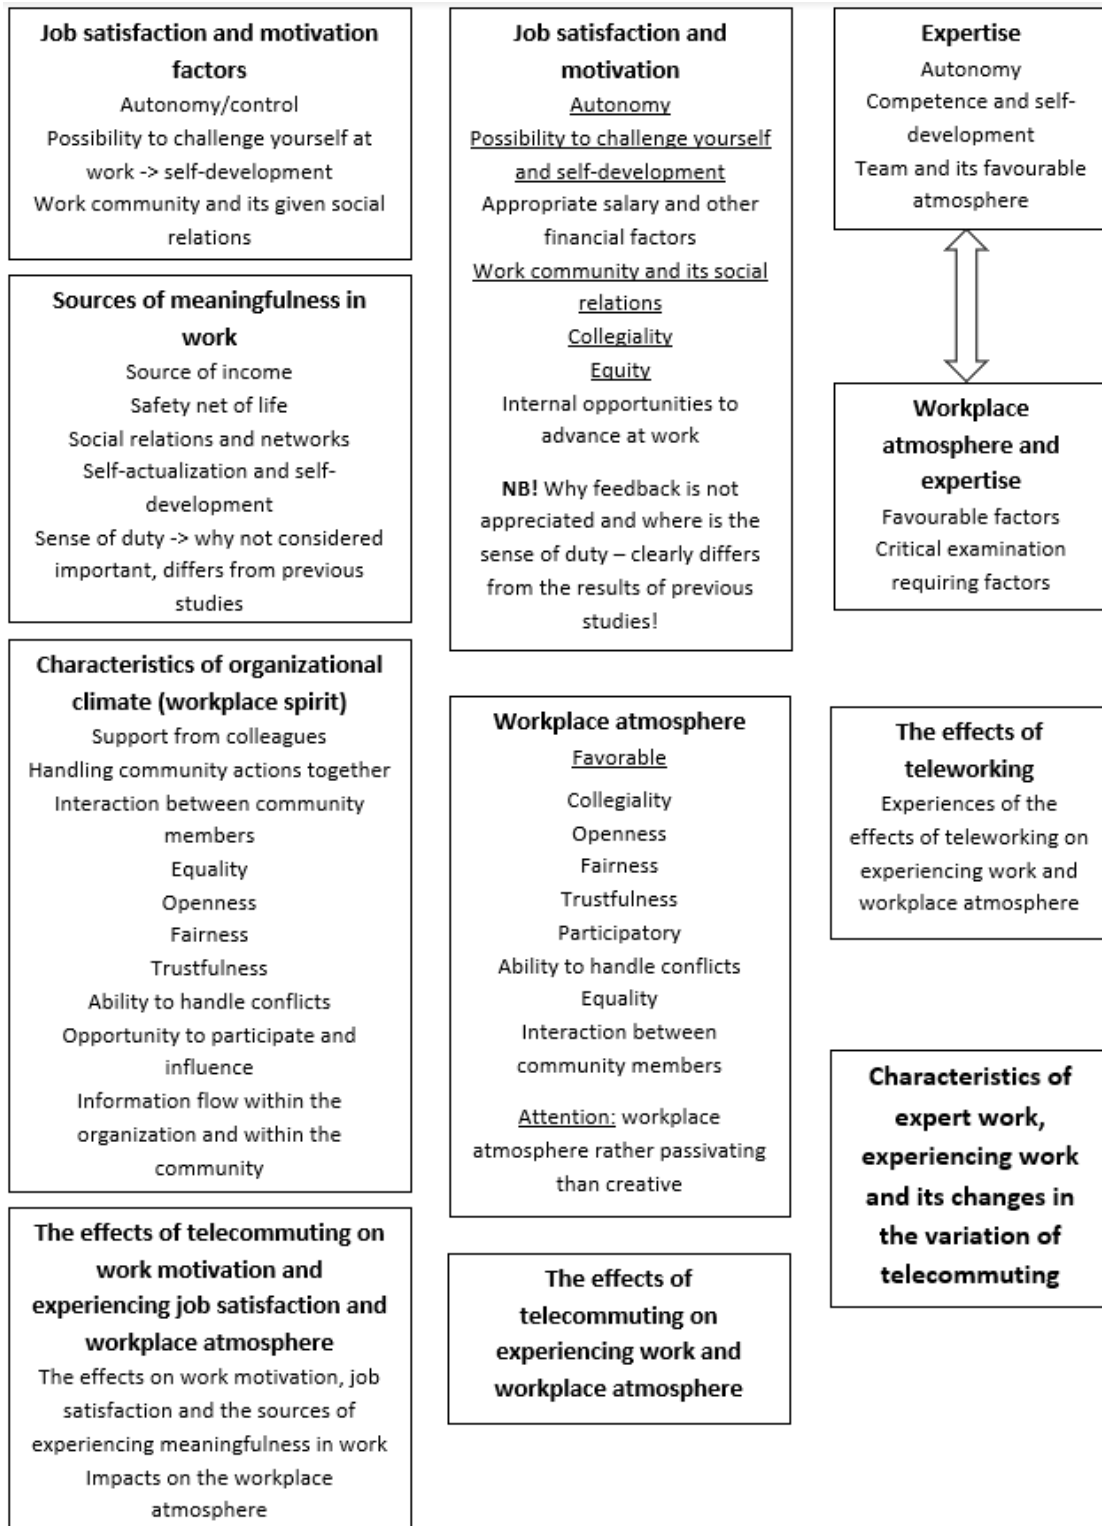 Job satisfaction and motivation
factors
Autonomy/control
Possibility to challenge yourself at
work -> self-development
Work community and its given social
relations
Sources of meaningfulness in
work
Source of income
Safety net of life
Social relations and networks
Self-actualization and self-
development
Sense of duty -> why not considered
important, differs from previous
studies
Characteristics of organizational
climate (workplace spirit)
Support from colleagues
Handling community actions together
Interaction between community
members
Equality
Openness
Fairness
Trustfulness
Ability to handle conflicts
Opportunity to participate and
influence
Information flow within the
organization and within the
community
The effects of telecommuting on
work motivation and
experiencing job satisfaction and
workplace atmosphere
The effects on work motivation, job
satisfaction and the sources of
experiencing meaningfulness in work
Impacts on the workplace
atmosphere
Job satisfaction and
motivation
Autonomy
Possibility to challenge yourself
and self-development
Appropriate salary and other
financial factors
Work community and its social
relations
Collegiality
Equity
Internal opportunities to
advance at work
NB! Why feedback is not
appreciated and where is the
sense of duty – clearly differs
from the results of previous
studies!
Workplace atmosphere
Favorable
Collegiality
Openness
Fairness
Trustfulness
Participatory
Ability to handle conflicts
Equality
Interaction between
community members
Attention: workplace
atmosphere rather passivating
than creative
The effects of
telecommuting on
experiencing work and
workplace atmosphere
Expertise
Autonomy
Competence and self-
development
Team and its favourable
atmosphere
Workplace
atmosphere and
expertise
Favourable factors
Critical examination
requiring factors
The effects of
teleworking
Experiences of the
effects of teleworking on
experiencing work and
workplace atmosphere
Characteristics of
expert work,
experiencing work
and its changes in
the variation of
telecommuting